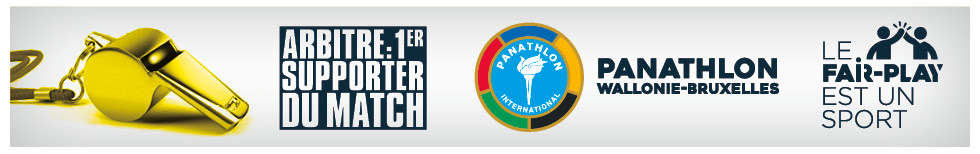 ARBITRE: 1ER
SUPPORTER
DU MATCH
PANATHLON
INTERNATIONAL
PANATHLON
WALLONIE-BRUXELLES
LE
FAIR-PLAY
EST UN
SPORT